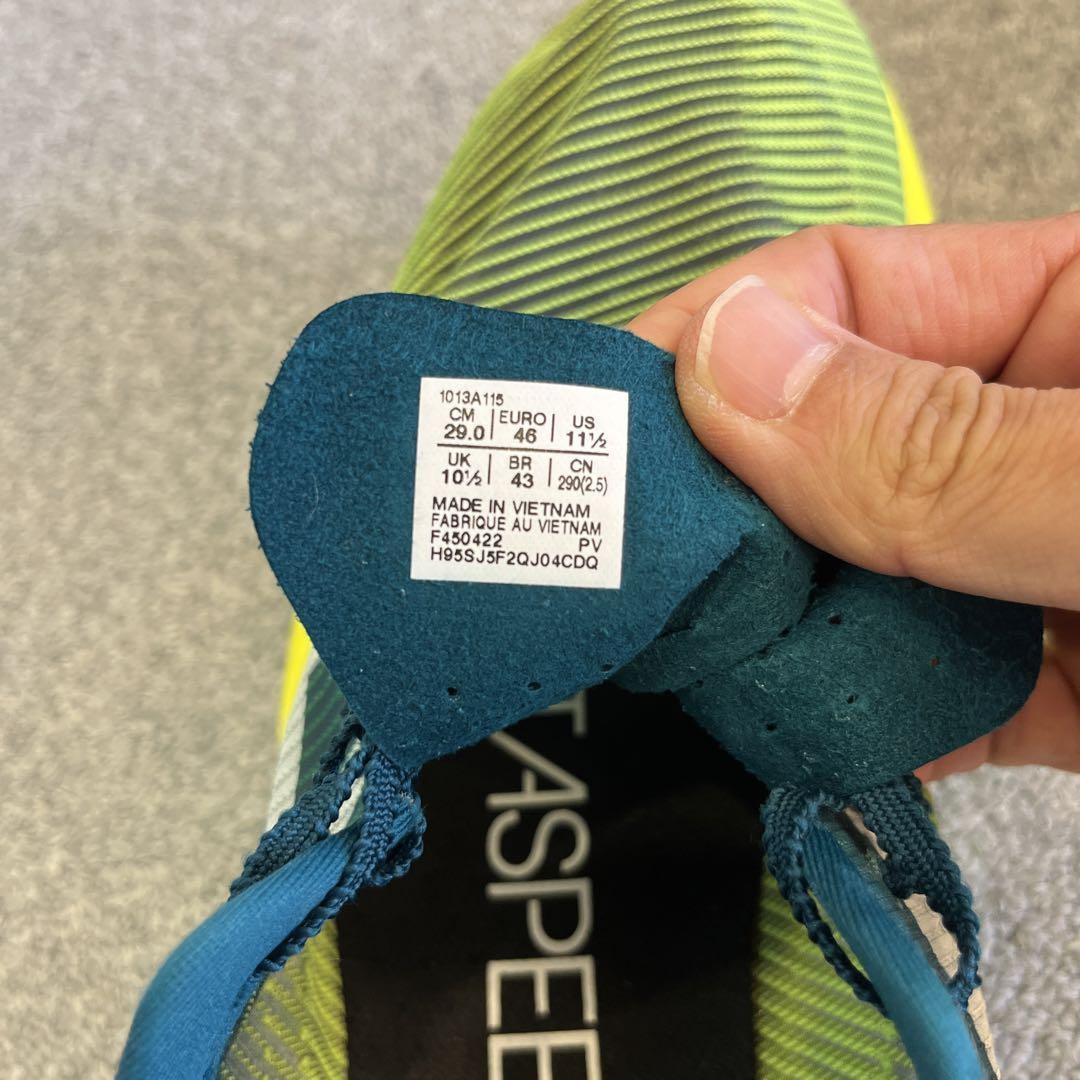 1013A115
CM EURO US
29.0 46 11½
UK BR CN
10½ 43 290(2.5)
MADE IN VIETNAM
FABRIQUE AU VIETNAM
F450422 PV
H95SJ5F2QJ04CDQ
TASPEE